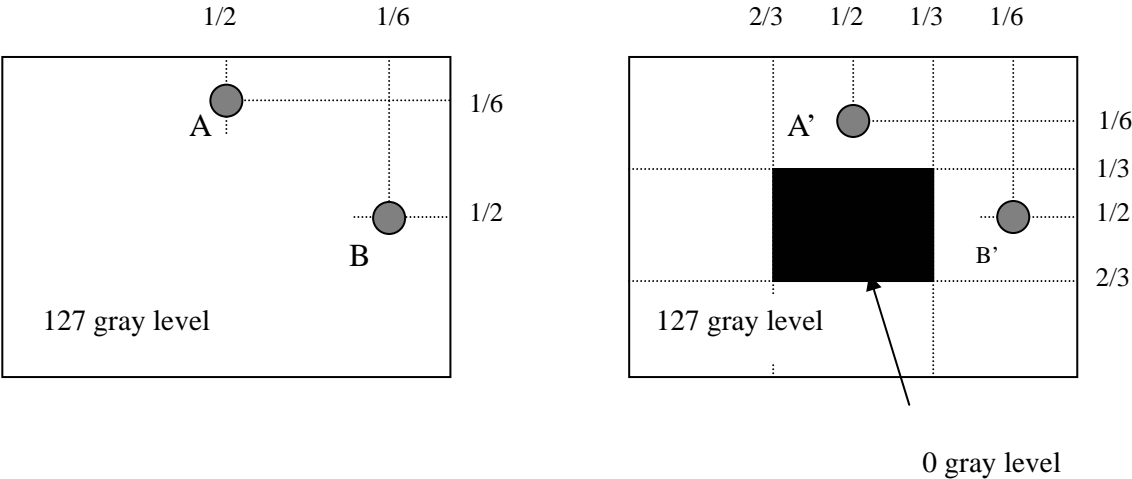 1/2 1/6
1/6
A
1/2
B
127 gray level
2/3 1/2 1/3 1/6
1/6
A’
1/3
1/2
B’
2/3
127 gray level
0 gray level